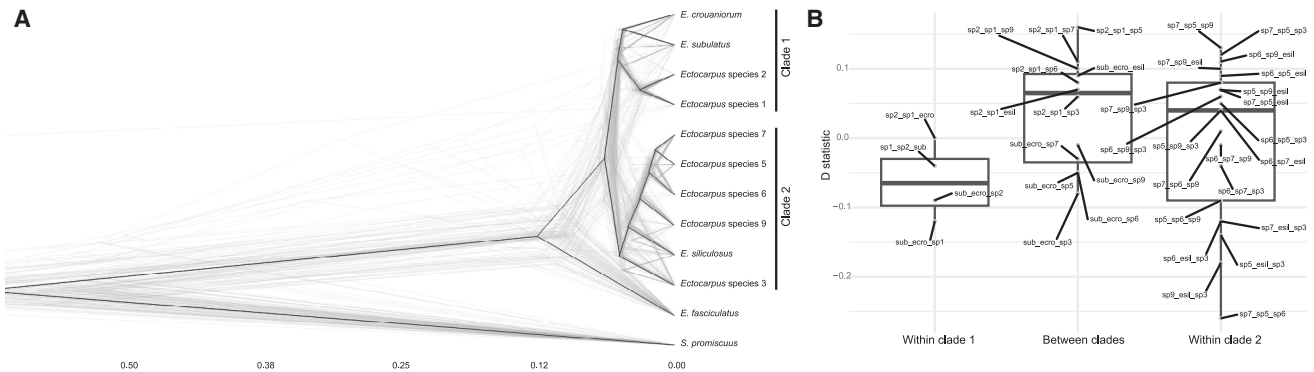 A
E. crouaniorum
E. subulatus
Ectocarpus species 2
Ectocarpus species 1
Clade 1
Ectocarpus species 7
Ectocarpus species 5
Ectocarpus species 6
Ectocarpus species 9
E. siliculosus
Ectocarpus species 3
Clade 2
E. fasciculatus
S. promiscuus
0.50 0.38 0.25 0.12 0.00
B
D statistic
0.1
0.0
−0.1
−0.2
sp2_sp1_ecro
sp1_sp2_sub
sub_ecro_sp2
sub_ecro_sp1
sp2_sp1_sp9
sp2_sp1_sp7
sp2_sp1_sp5
sp2_sp1_sp6
sub_ecro_esil
sp2_sp1_esil
sp2_sp1_sp3
sub_ecro_sp7
sub_ecro_sp9
sub_ecro_sp5
sub_ecro_sp6
sub_ecro_sp3
sp7_sp5_sp9
sp7_sp5_sp3
sp6_sp9_esil
sp7_sp9_esil
sp6_sp5_esil
sp7_sp9_sp3
sp5_sp9_esil
sp7_sp5_esil
sp6_sp9_sp3
sp5_sp9_sp3
sp6_sp5_sp3
sp6_sp7_sp9
sp6_sp7_esil
sp7_sp6_sp9
sp6_sp7_sp3
sp5_sp6_sp9
sp7_esil_sp3
sp6_esil_sp3
sp5_esil_sp3
sp9_esil_sp3
sp7_sp5_sp6
Within clade 1
Between clades
Within clade 2